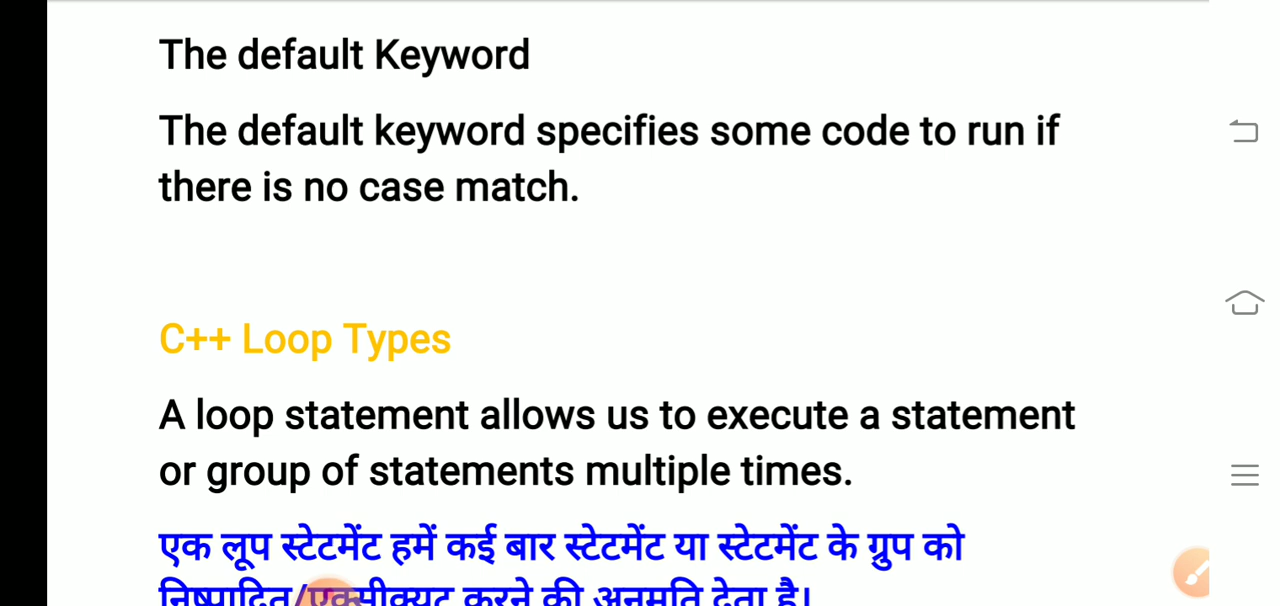 The default Keyword
The default keyword specifies some code to run if
there is no case match.
C++ Loop Types
A loop statement allows us to execute a statement
or group of statements multiple times.
एक लूप स्टेटमेंट हमें कई बार स्टेटमेंट या स्टेटमेंट के ग्रुप को
निष्पादित/एक्सीक्यूट करने की अनुमति देता है।